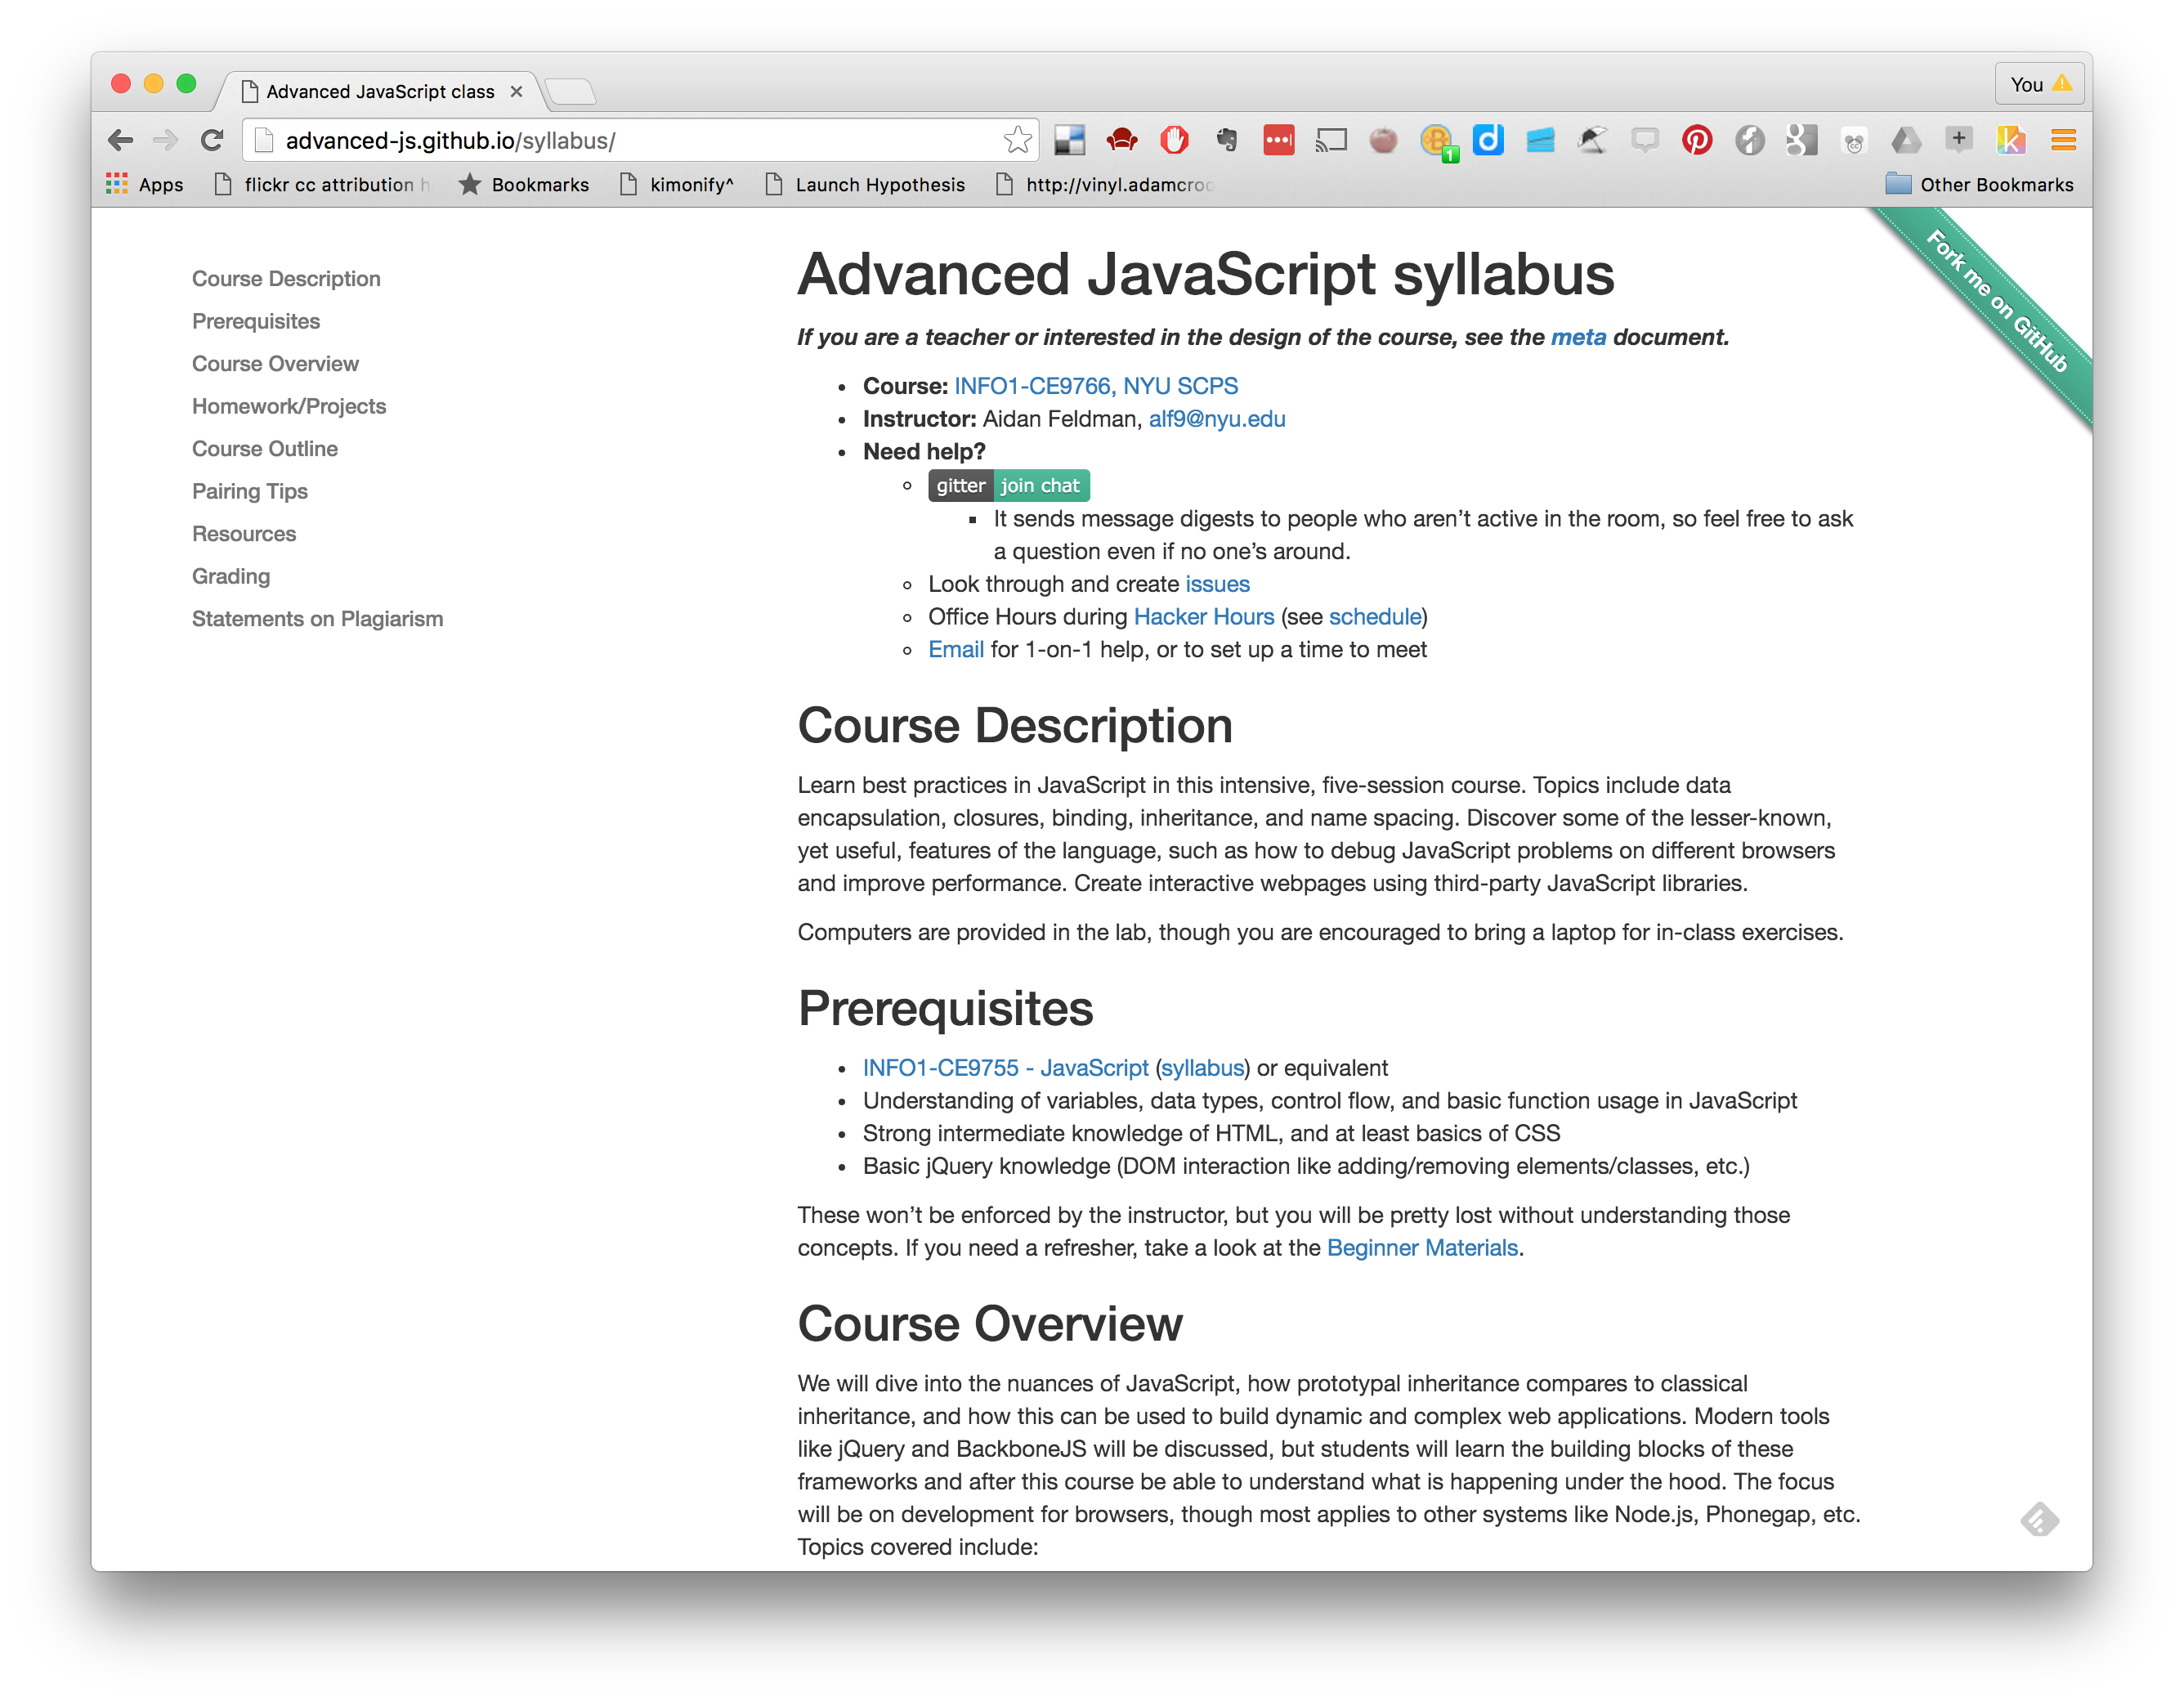 Advanced JavaScript class
You
advanced-js.github.io/syllabus/
1
Apps
flickr cc attribution h
Bookmarks
kimonify^
Launch Hypothesis
http://vinyl.adamcroo
Other Bookmarks
Fork me on GitHub
Course Description
Prerequisites
Course Overview
Homework/Projects
Course Outline
Pairing Tips
Resources
Grading
Statements on Plagiarism
Advanced JavaScript syllabus
If you are a teacher or interested in the design of the course, see the meta document.
• Course: INFO1-CE9766, NYU SCPS
• Instructor: Aidan Feldman, alf9@nyu.edu
• Need help?
gitter join chat
It sends message digests to people who aren’t active in the room, so feel free to ask
a question even if no one’s around.
Look through and create issues
Office Hours during Hacker Hours (see schedule)
Email for 1-on-1 help, or to set up a time to meet
Course Description
Learn best practices in JavaScript in this intensive, five-session course. Topics include data
encapsulation, closures, binding, inheritance, and name spacing. Discover some of the lesser-known,
yet useful, features of the language, such as how to debug JavaScript problems on different browsers
and improve performance. Create interactive webpages using third-party JavaScript libraries.
Computers are provided in the lab, though you are encouraged to bring a laptop for in-class exercises.
Prerequisites
• INFO1-CE9755 - JavaScript (syllabus) or equivalent
• Understanding of variables, data types, control flow, and basic function usage in JavaScript
• Strong intermediate knowledge of HTML, and at least basics of CSS
• Basic jQuery knowledge (DOM interaction like adding/removing elements/classes, etc.)
These won’t be enforced by the instructor, but you will be pretty lost without understanding those
concepts. If you need a refresher, take a look at the Beginner Materials.
Course Overview
We will dive into the nuances of JavaScript, how prototypal inheritance compares to classical
inheritance, and how this can be used to build dynamic and complex web applications. Modern tools
like jQuery and BackboneJS will be discussed, but students will learn the building blocks of these
frameworks and after this course be able to understand what is happening under the hood. The focus
will be on development for browsers, though most applies to other systems like Node.js, Phonegap, etc.
Topics covered include: